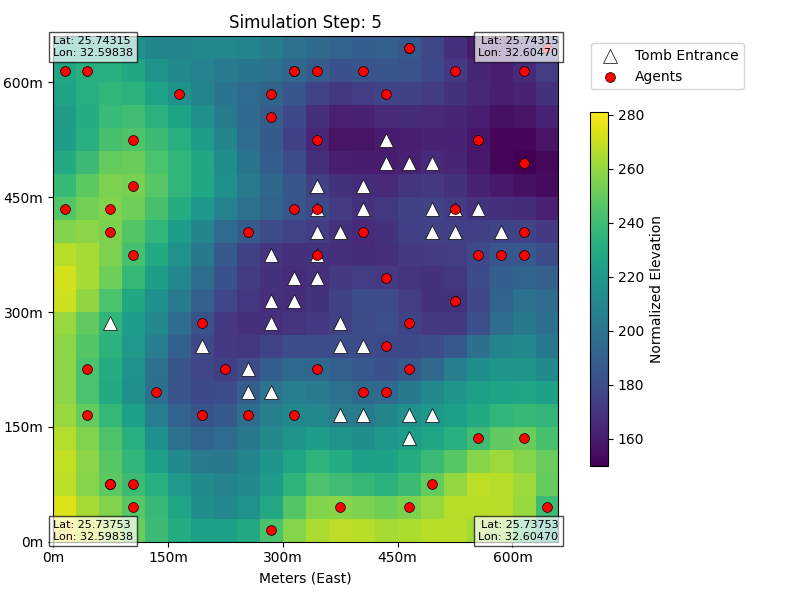 Simulation Step: 5
Lat: 25.74315
Lon: 32.59838
Lat: 25.74315
Lon: 32.60470
Tomb Entrance
Agents
600m
450m
300m
150m
0m
Lat: 25.73753
Lon: 32.59838
Lat: 25.73753
Lon: 32.60470
0m
150m
300m
450m
600m
Meters (East)
280
260
240
220
200
180
160
Normalized Elevation